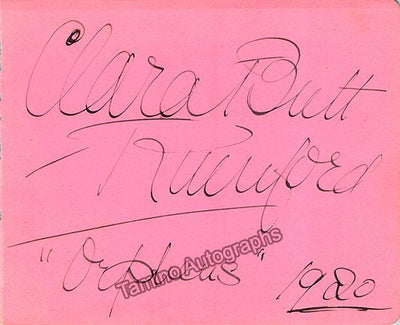 Clara Butt
Rumford
"Orpheus"
Tamino Autographs
1920